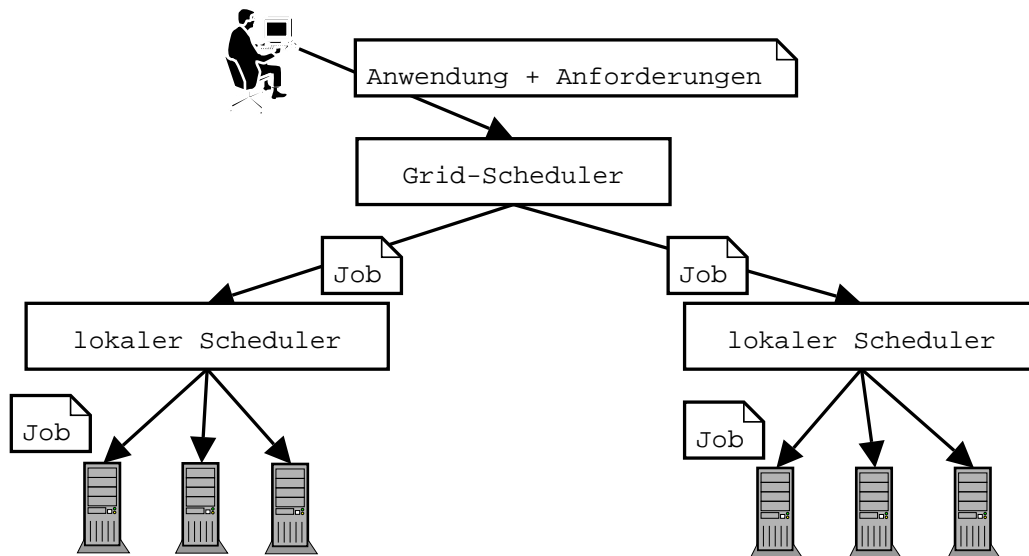 Anwendung + Anforderungen
Grid-Scheduler
Job
Job
lokaler Scheduler
lokaler Scheduler
Job
Job